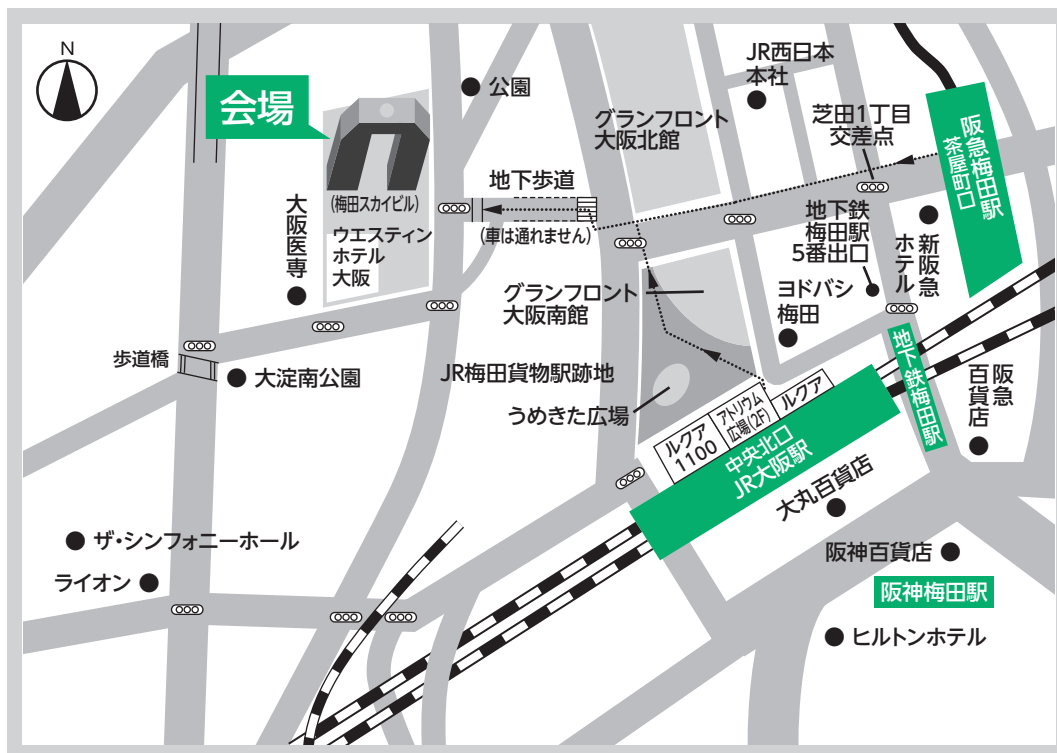 N
会場
(梅田スカイビル)
ウエスティン
ホテル
大阪
公園
大阪医専
地下歩道
(車は通れません)
グランフロント
大阪北館
JR西日本
本社
芝田1丁目
交差点
阪急梅田駅
茶屋町口
地下鉄
梅田駅
5番出口
新阪急
ホテル
ヨドバシ
梅田
グランフロント
大阪南館
JR梅田貨物駅跡地
うめきた広場
歩道橋
大淀南公園
ルクア
1100
アトリウム
広場(2F)
ルクア
中央北口
JR大阪駅
地下鉄梅田駅
阪急
百貨店
大丸百貨店
阪神百貨店
阪神梅田駅
ヒルトンホテル
ザ・シンフォニーホール
ライオン